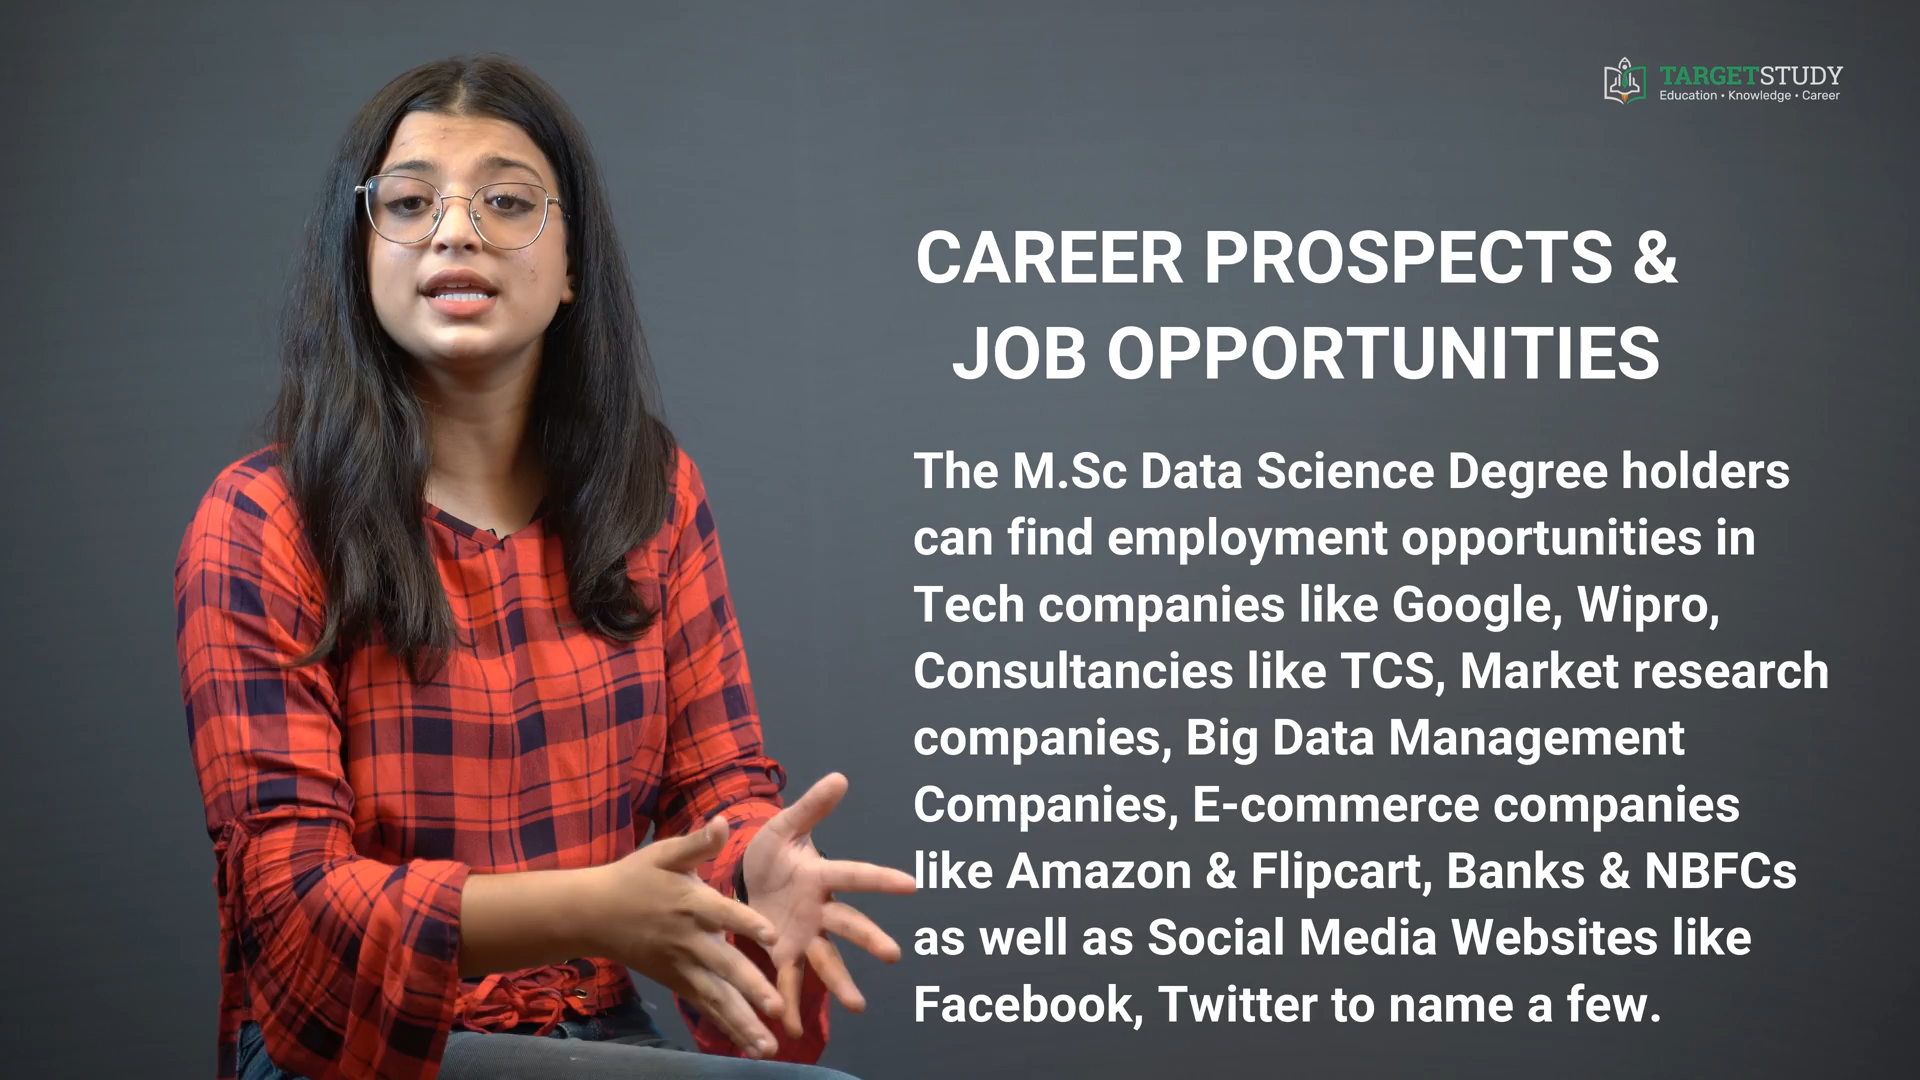 TARGETSTUDY
Education • Knowledge • Career
CAREER PROSPECTS &
JOB OPPORTUNITIES
The M.Sc Data Science Degree holders
can find employment opportunities in
Tech companies like Google, Wipro,
Consultancies like TCS, Market research
companies, Big Data Management
Companies, E-commerce companies
like Amazon & Flipcart, Banks & NBFCs
as well as Social Media Websites like
Facebook, Twitter to name a few.